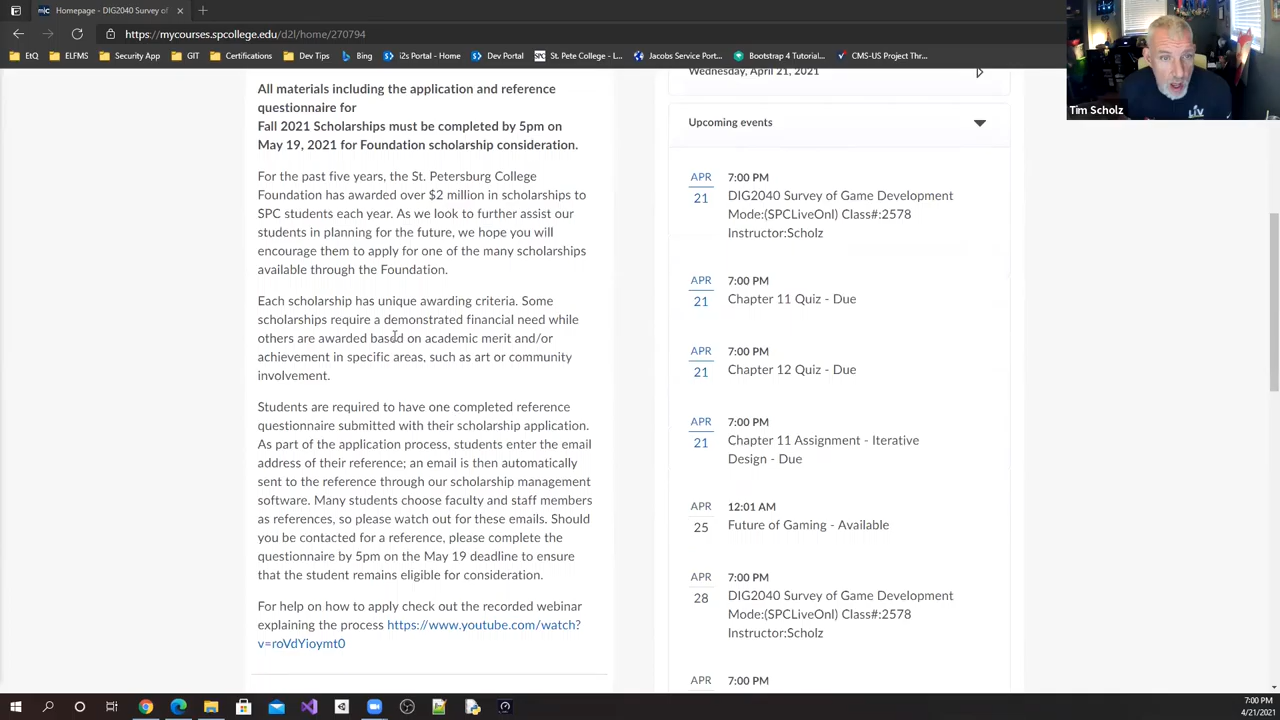 Homepage - DIG2040 Survey of
https://mycourses.spcollege.edu/d2l/home/
EtQ
ELFMS
Security App
GIT
Certifications
Dev Tips
Bing
Dev Portal
St. Pete College - L...
Jacobs Service Port...
Bootstrap 4 Tutorial...
CMS-US Project Thr...
Tim Scholz
LIV
All materials including the application and reference
questionnaire for
Fall 2021 Scholarships must be completed by 5pm on
May 19, 2021 for Foundation scholarship consideration.
For the past five years, the St. Petersburg College
Foundation has awarded over $2 million in scholarships to
SPC students each year. As we look to further assist our
students in planning for the future, we hope you will
encourage them to apply for one of the many scholarships
available through the Foundation.
Each scholarship has unique awarding criteria. Some
scholarships require a demonstrated financial need while
others are awarded based on academic merit and/or
achievement in specific areas, such as art or community
involvement.
Students are required to have one completed reference
questionnaire submitted with their scholarship application.
As part of the application process, students enter the email
address of their reference; an email is then automatically
sent to the reference through our scholarship management
software. Many students choose faculty and staff members
as references, so please watch out for these emails. Should
you be contacted for a reference, please complete the
questionnaire by 5pm on the May 19 deadline to ensure
that the student remains eligible for consideration.
For help on how to apply check out the recorded webinar
explaining the process https://www.youtube.com/watch?
v=roVdYioymt0
Wednesday, April 21, 2021
Upcoming events
APR
21
7:00 PM
DIG2040 Survey of Game Development
Mode:(SPCLiveOnl) Class#:2578
Instructor:Scholz
APR
21
7:00 PM
Chapter 11 Quiz - Due
APR
21
7:00 PM
Chapter 12 Quiz - Due
APR
21
7:00 PM
Chapter 11 Assignment - Iterative
Design - Due
APR
25
12:01 AM
Future of Gaming - Available
APR
28
7:00 PM
DIG2040 Survey of Game Development
Mode:(SPCLiveOnl) Class#:2578
Instructor:Scholz
APR
7:00 PM
7:00 PM
4/21/2021